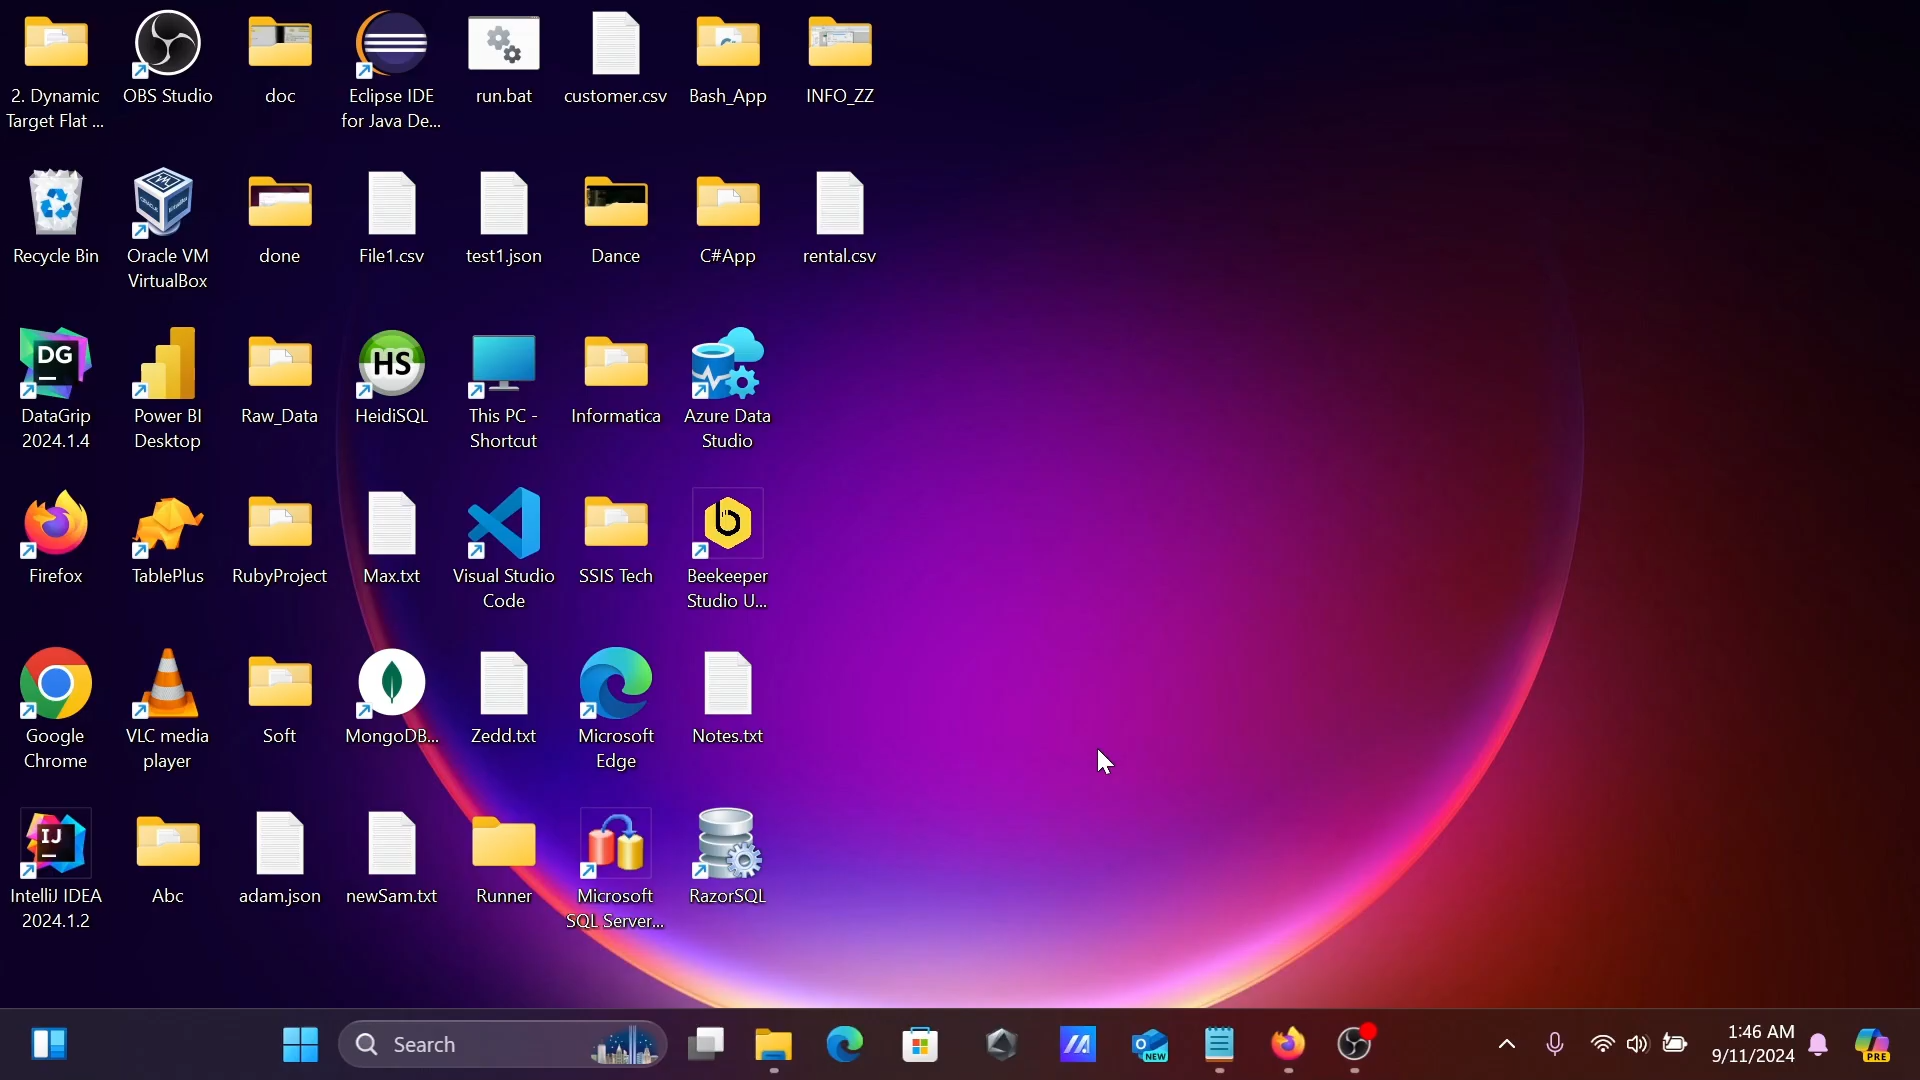 2. Dynamic
Target Flat ...
OBS Studio
doc
Eclipse IDE
for Java De...
run.bat
customer.csv
Bash_App
INFO_ZZ
Recycle Bin
Oracle VM
VirtualBox
done
File1.csv
test1.json
Dance
C#App
rental.csv
DG
DataGrip
2024.1.4
Power BI
Desktop
Raw_Data
HS
HeidiSQL
This PC -
Shortcut
Informatica
Azure Data
Studio
Firefox
TablePlus
RubyProject
Max.txt
Visual Studio
Code
SSIS Tech
Beekeeper
Studio U...
Google
Chrome
VLC media
player
Soft
MongoDB...
Zedd.txt
Microsoft
Edge
Notes.txt
IJ
IntelliJ IDEA
2024.1.2
Abc
adam.json
newSam.txt
Runner
Microsoft
SQL Server...
RazorSQL
Search
NEW
1:46 AM
9/11/2024
PRE